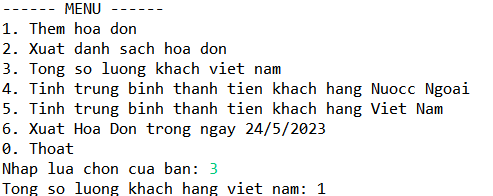 ------ MENU ------
1. Them hoa don
2. Xuat danh sach hoa don
3. Tong so luong khach viet nam
4. Tinh trung binh thanh tien khach hang Nuocc Ngoai
5. Tinh trung binh thanh tien khach hang Viet Nam
6. Xuat Hoa Don trong ngay 24/5/2023
0. Thoat
Nhap lua chon cua ban: 3
Tong so luong khach hang viet nam: 1